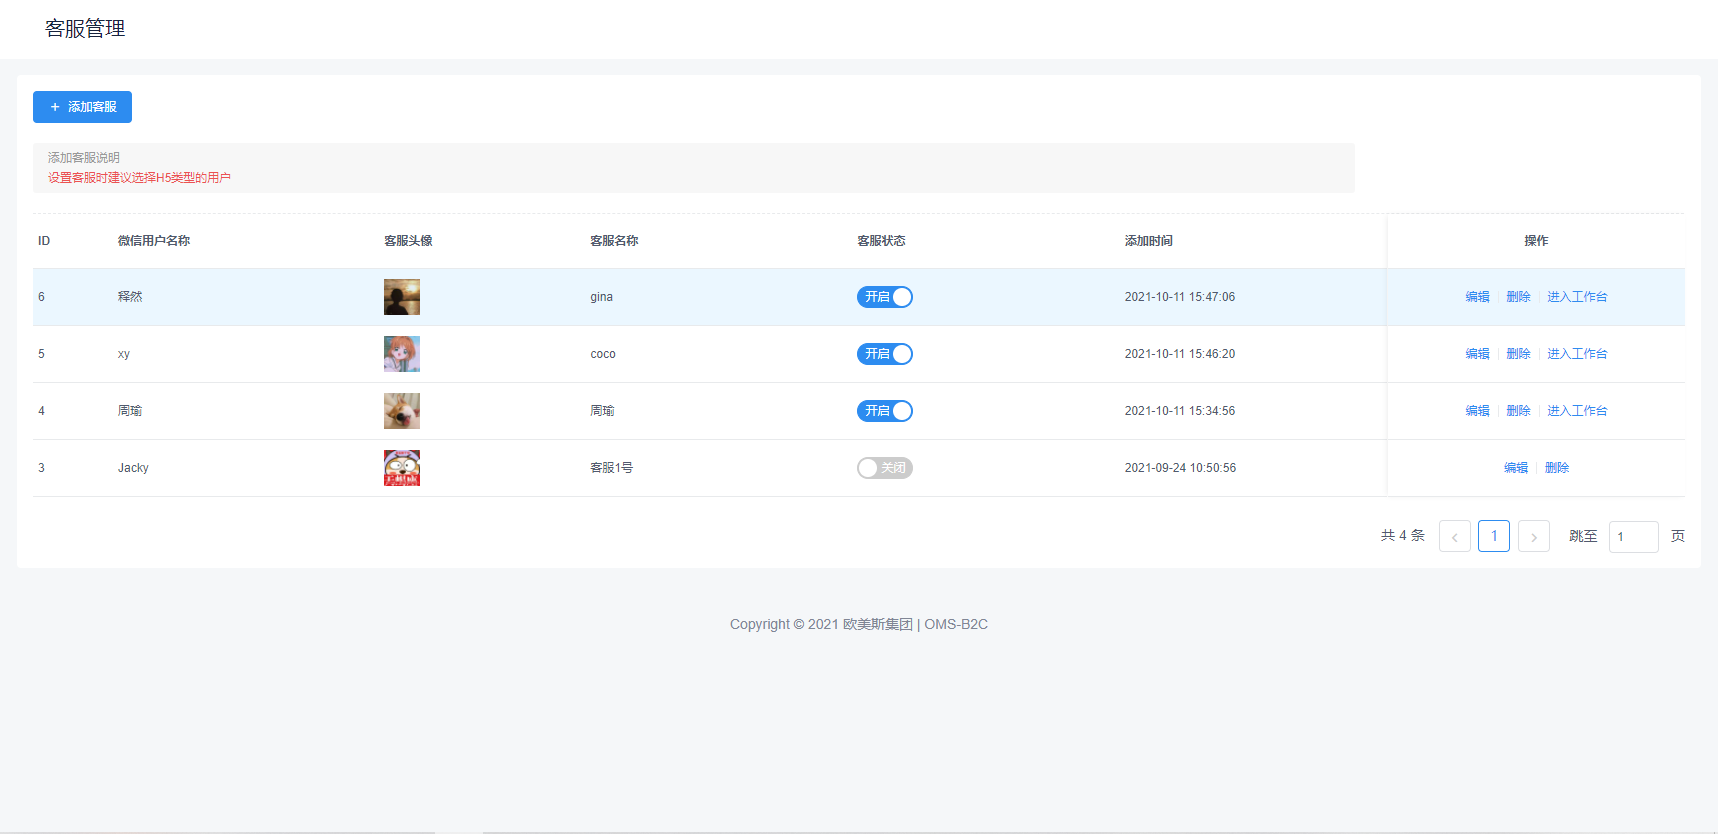 客服管理
+ 添加客服
添加客服说明
设置客服时建议选择H5类型的用户
ID 微信用户名称 客服头像 客服名称 客服状态 添加时间 操作
6 释然 gina 开启 2021-10-11 15:47:06 编辑 删除 进入工作台
5 xy coco 开启 2021-10-11 15:46:20 编辑 删除 进入工作台
4 周瑜 周瑜 开启 2021-10-11 15:34:56 编辑 删除 进入工作台
3 Jacky 客服1号 关闭 2021-09-24 10:50:56 编辑 删除
共 4 条 < 1 > 跳至 1 页
Copyright © 2021 欧美斯集团 | OMS-B2C